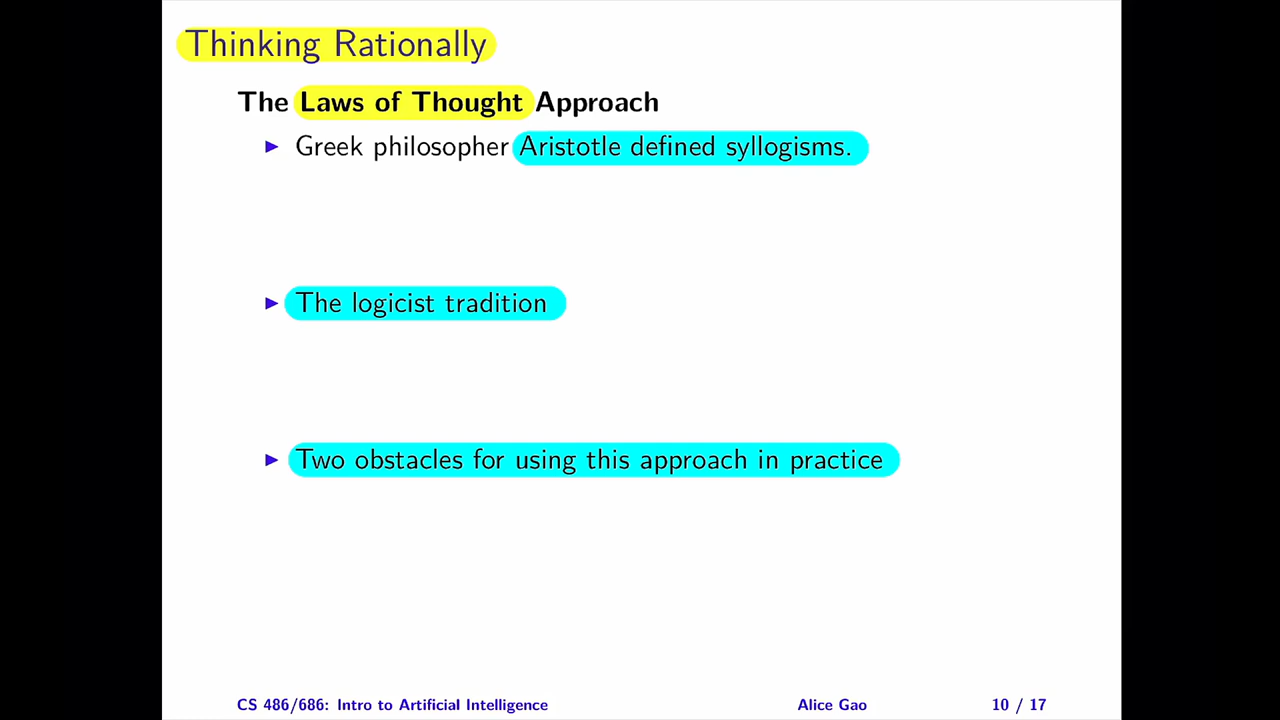 Thinking Rationally
The Laws of Thought Approach
Greek philosopher Aristotle defined syllogisms.
The logicist tradition
Two obstacles for using this approach in practice
CS 486/686: Intro to Artificial Intelligence Alice Gao 10 / 17